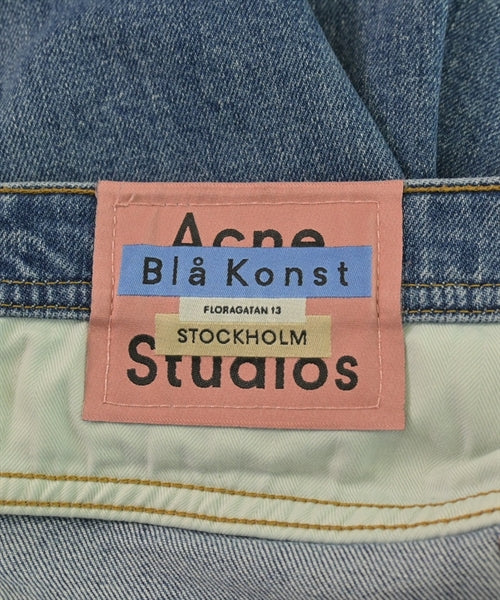 Acne
Blå Konst
FLORAGATAN 13
STOCKHOLM
Studios